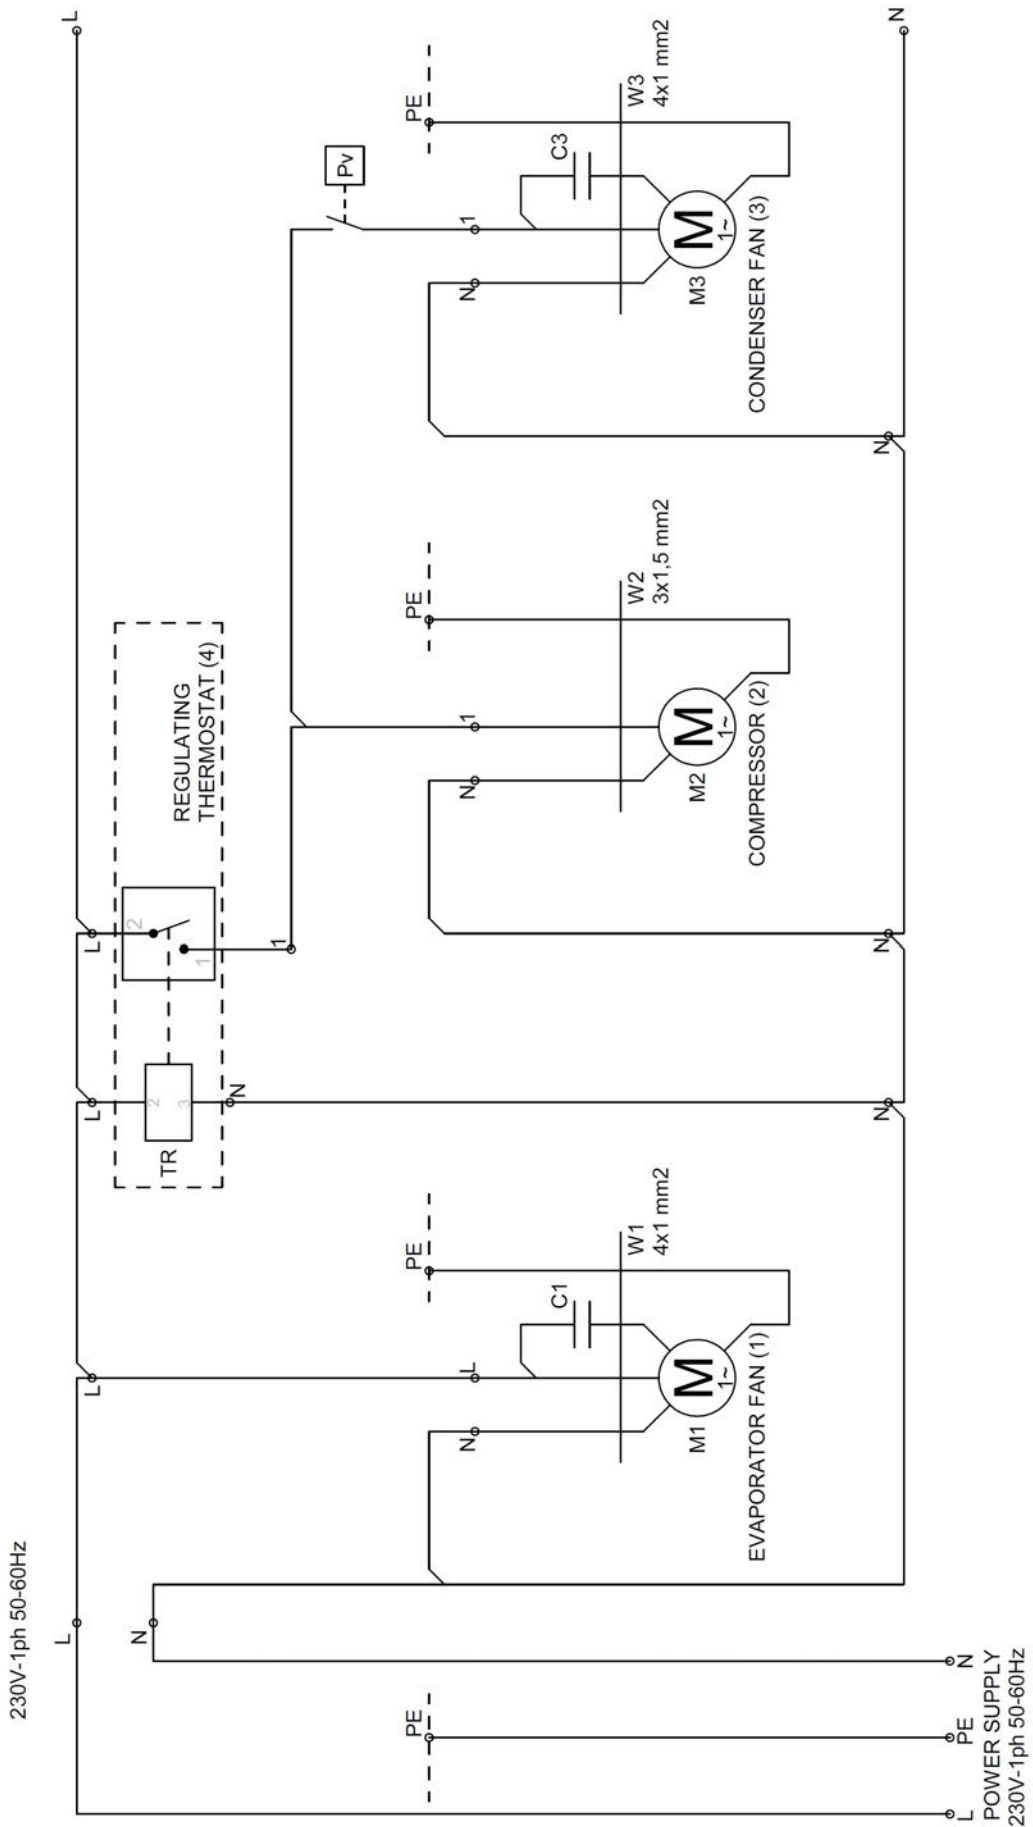 230V-1ph 50-60Hz
L
L
L
L
L
N
PE
L
PE
N
POWER SUPPLY
230V-1ph 50-60Hz
N
L
PE
C1
W1
4x1 mm2
M
1~
M1
EVAPORATOR FAN (1)
TR
2
3
N
2
1
REGULATING
THERMOSTAT (4)
1
N
N
1
PE
W2
3x1,5 mm2
M
1~
M2
COMPRESSOR (2)
N
Pv
N
1
PE
C3
W3
4x1 mm2
M
1~
M3
CONDENSER FAN (3)
N
N